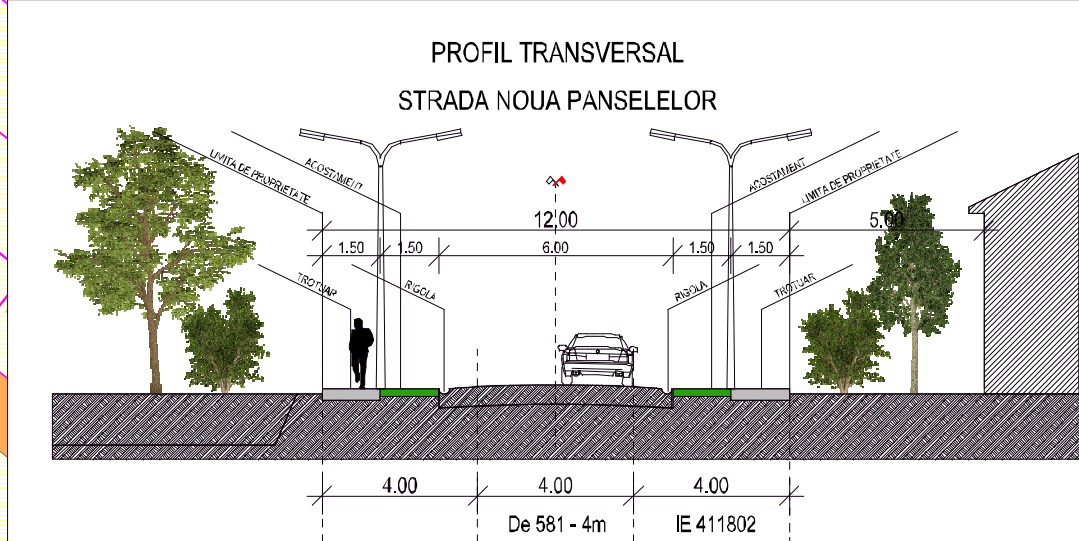 PROFIL TRANSVERSAL
STRADA NOUA PANSELELOR
LIMITA DE PROPRIETATE
ACOSTAMENT
ACOSTAMENT
LIMITA DE PROPRIETATE
12.00
5.00
1.50
1.50
6.00
1.50
1.50
TROTUAR
RIGOLA
RIGOLA
TROTUAR
4.00
4.00
4.00
De 581 - 4m
IE 411802